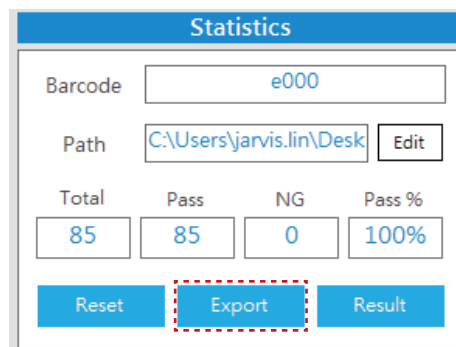 Statistics
Barcode e000
Path C:\Users\jarvis.lin\Desk Edit
Total Pass NG Pass %
85 85 0 100%
Reset Export Result